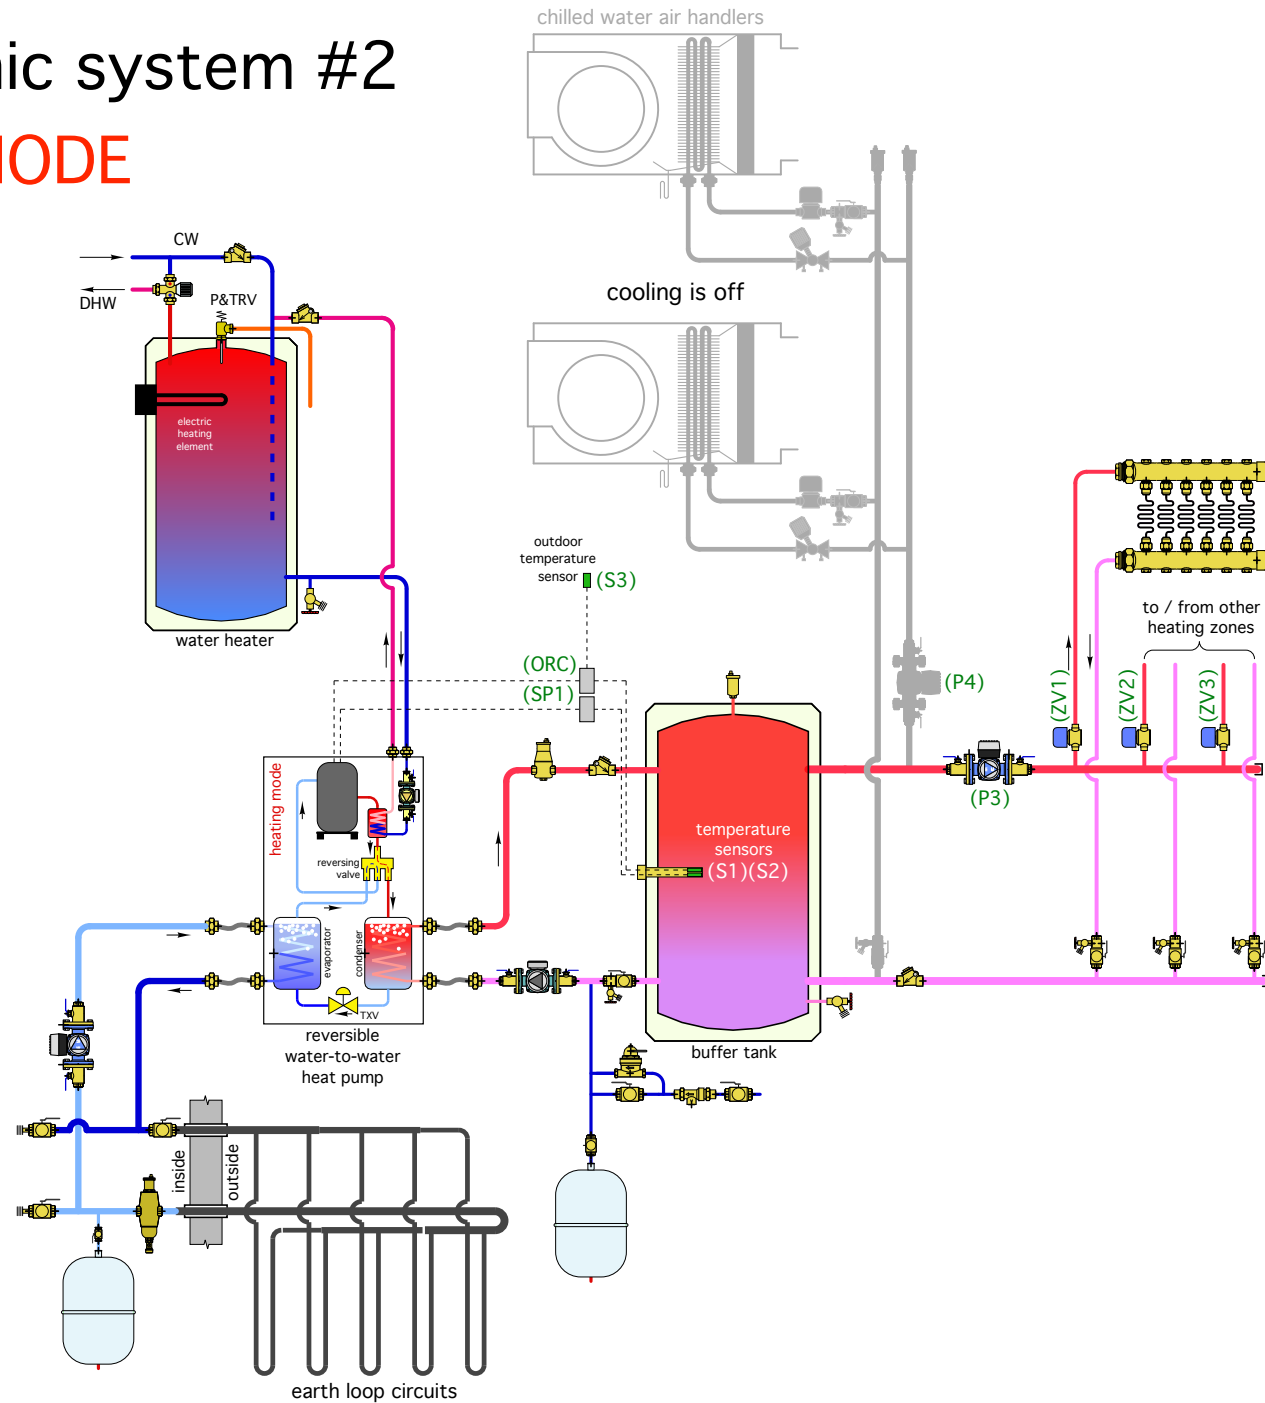 chilled water air handlers
nic system #2
MODE
CW
DHW
P&TRV
cooling is off
electric
heating
element
water heater
outdoor
temperature
sensor
(S3)
(ORC)
(SP1)
to / from other
heating zones
(ZV1)
(ZV2)
(ZV3)
(P4)
(P3)
heating mode
reversing
valve
temperature
sensors
(S1)(S2)
evaporator
condenser
TXV
reversible
water-to-water
heat pump
buffer tank
inside
outside
earth loop circuits